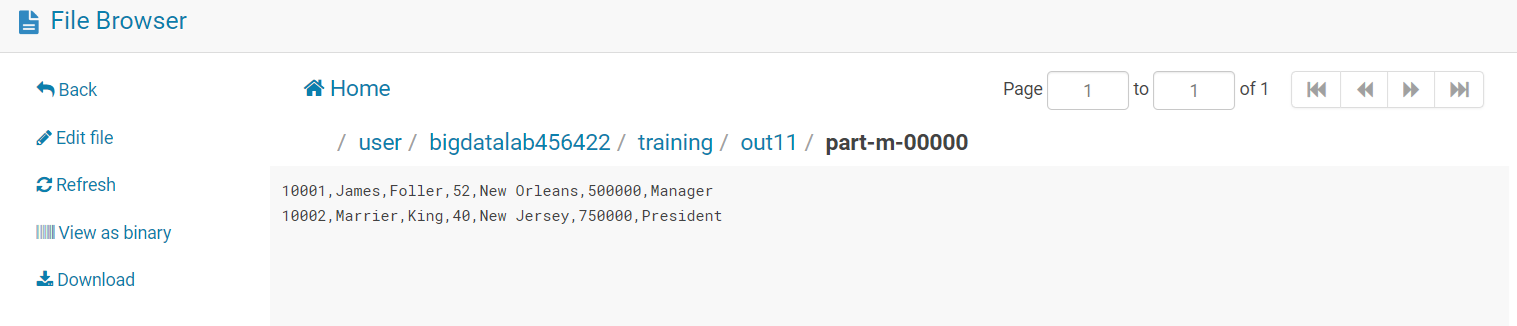 File Browser
Back
Edit file
Refresh
View as binary
Download
Home
Page 1 to 1 of 1
/ user / bigdatalab456422 / training / out11 / part-m-00000
10001,James,Foller,52,New Orleans,500000,Manager
10002,Marrier,King,40,New Jersey,750000,President